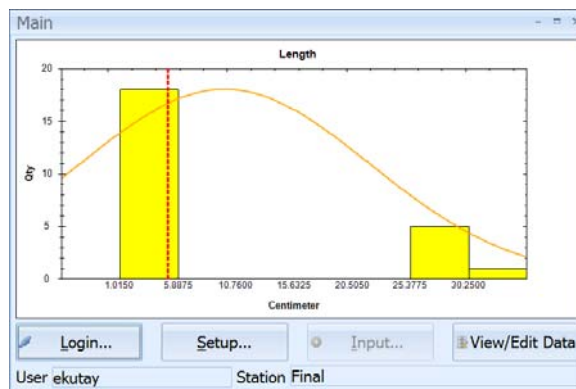 Main
Length
20
15
10
5
0
Qty
1.0150 5.8875 10.7600 15.6325 20.5050 25.3775 30.2500
Centimeter
Login... Setup... Input... View/Edit Data
User ekutay Station Final